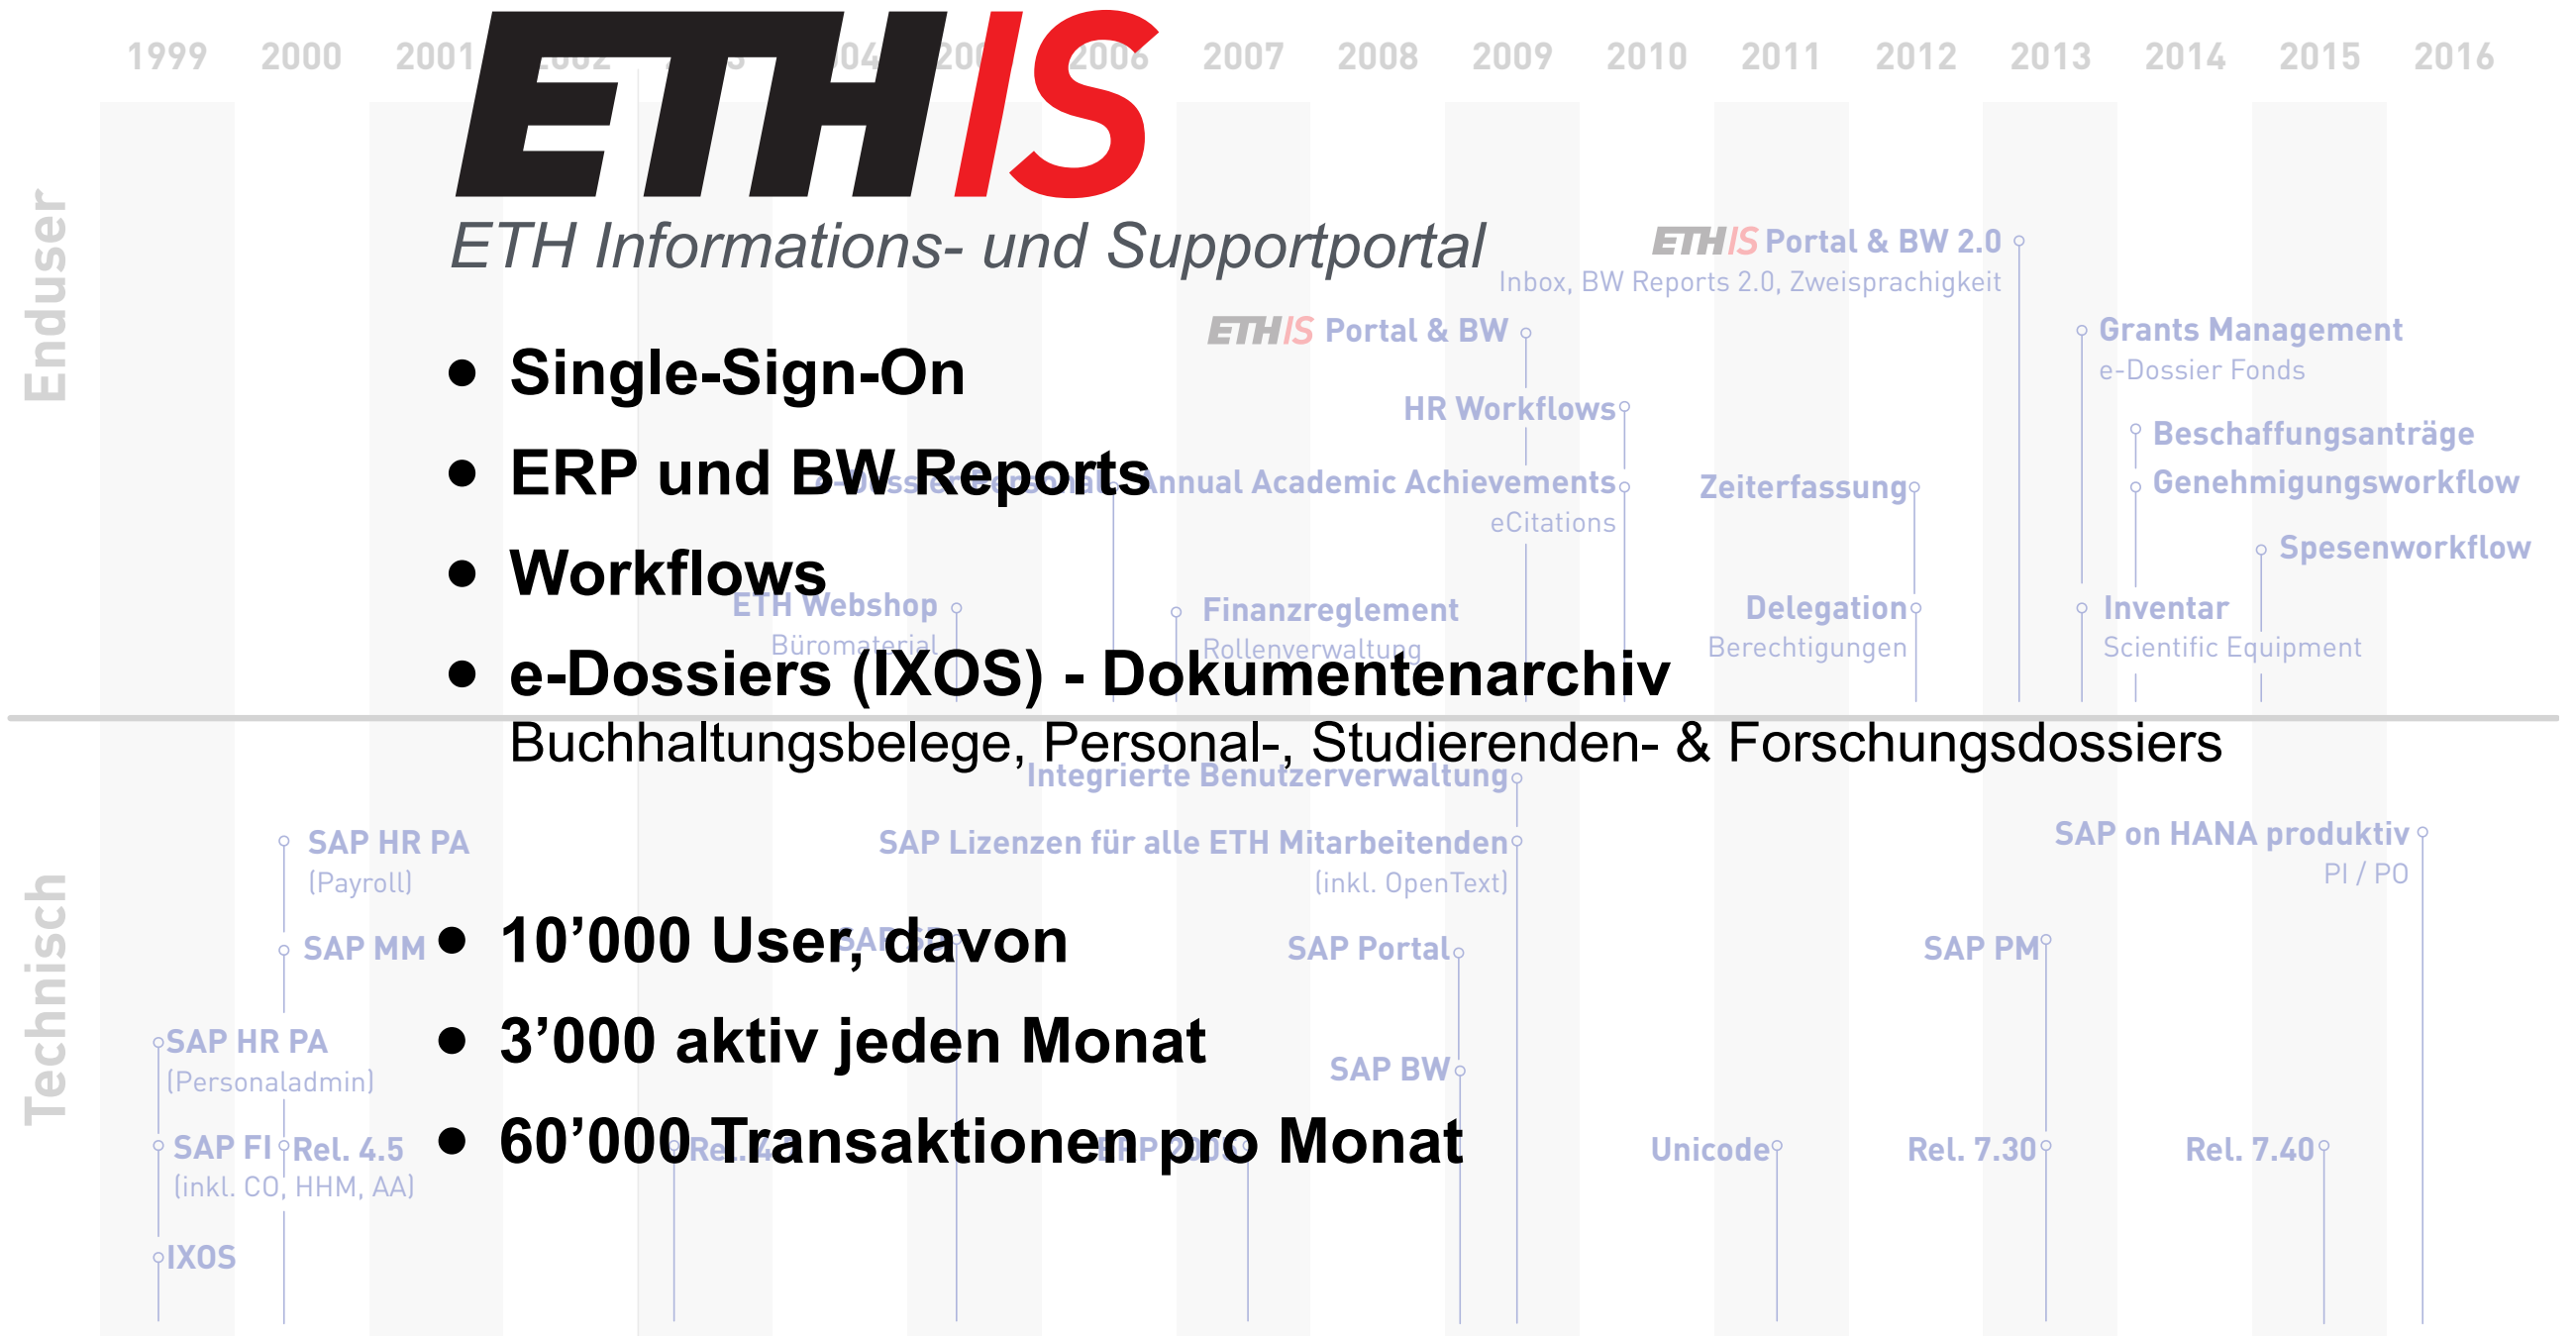 1999 2000 2001 2002 2006 2007 2008 2009 2010 2011 2012 2013 2014 2015 2016
ETHIS
ETH Informations- und Supportportal
Enduser
ETHIS Portal & BW 2.0
Inbox, BW Reports 2.0, Zweisprachigkeit
ETHIS Portal & BW
Grants Management
e-Dossier Fonds
• Single-Sign-On
HR Workflows
Beschaffungsanträge
• ERP und BW Reports
e-Dossier Personal
Annual Academic Achievements
eCitations
Zeiterfassung
Genehmigungsworkflow
Spesenworkflow
• Workflows
ETH Webshop
Büromaterial
Finanzreglement
Rollenverwaltung
Delegation
Berechtigungen
Inventar
Scientific Equipment
• e-Dossiers (IXOS) - Dokumentenarchiv
Buchhaltungsbelege, Personal-, Studierenden- & Forschungsdossiers
Technisch
Integrierte Benutzerverwaltung
SAP HR PA
(Payroll)
SAP Lizenzen für alle ETH Mitarbeitenden
(inkl. OpenText)
SAP on HANA produktiv
PI / PO
• 10’000 User, davon
SAP MM
SAP Portal
SAP PM
• 3’000 aktiv jeden Monat
SAP HR PA
(Personaladmin)
SAP BW
• 60’000 Transaktionen pro Monat
SAP FI
(inkl. CO, HHM, AA)
Rel. 4.5
Unicode
Rel. 7.30
Rel. 7.40
IXOS